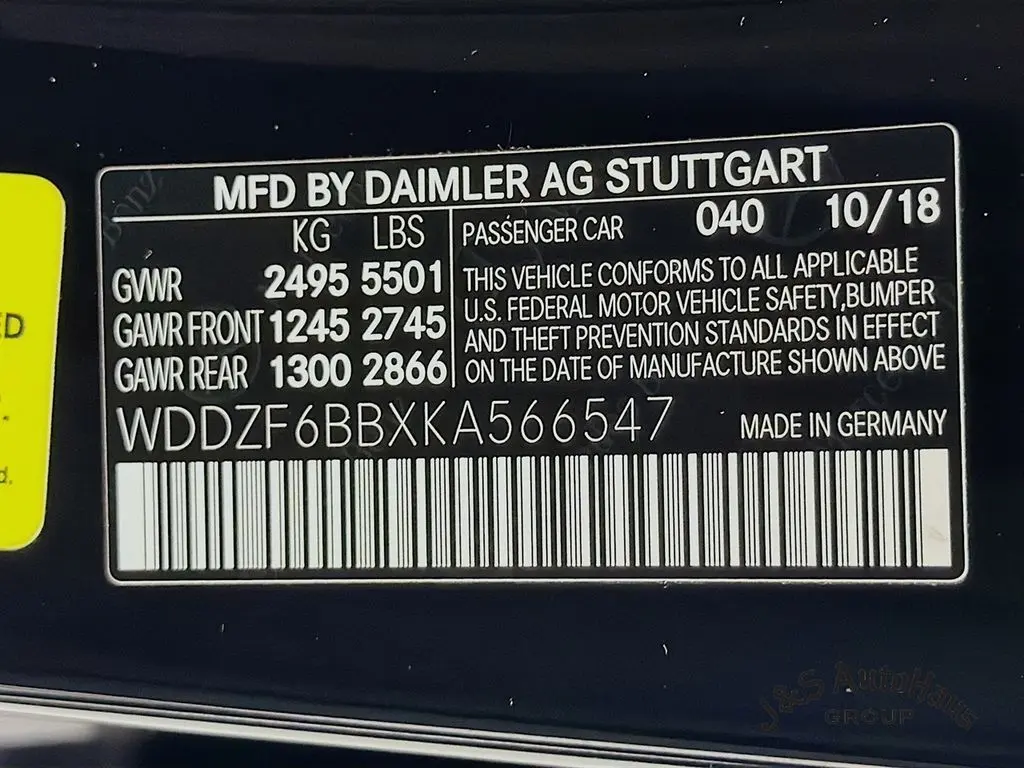 MFD BY DAIMLER AG STUTTGART
KG LBS
GVWR 2495 5501
GAWR FRONT 1245 2745
GAWR REAR 1300 2866
PASSENGER CAR 040 10/18
THIS VEHICLE CONFORMS TO ALL APPLICABLE
U.S. FEDERAL MOTOR VEHICLE SAFETY,BUMPER
AND THEFT PREVENTION STANDARDS IN EFFECT
ON THE DATE OF MANUFACTURE SHOWN ABOVE
WDDZF6BBXKA566547 MADE IN GERMANY
J&S AutoHaus
GROUP